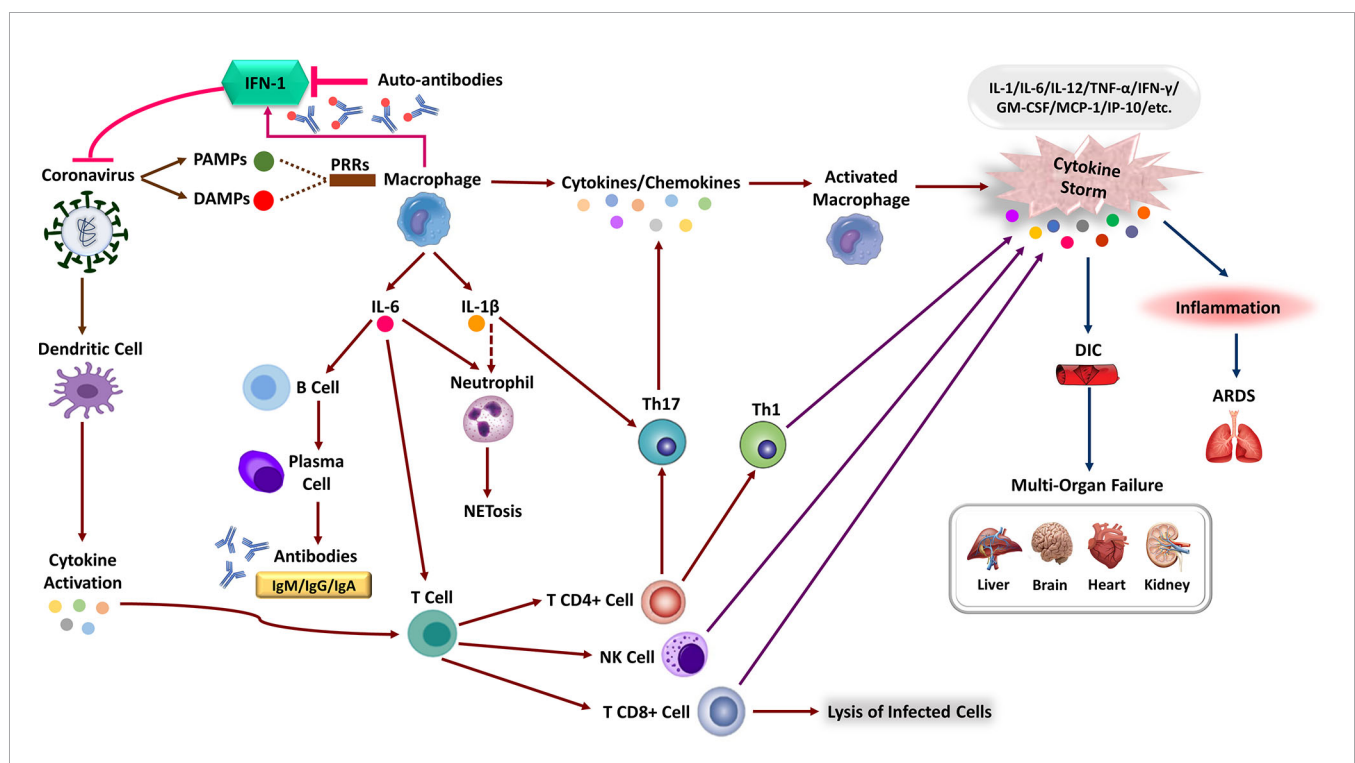 IFN-1
Auto-antibodies
IL-1/IL-6/IL-12/TNF-α/IFN-γ/
GM-CSF/MCP-1/IP-10/etc.
Coronavirus
PAMPs
DAMPs
PRRs
Macrophage
Cytokines/Chemokines
Activated
Macrophage
Cytokine
Storm
IL-6
IL-1β
Inflammation
Dendritic Cell
B Cell
Neutrophil
Th17
Th1
DIC
ARDS
Plasma
Cell
NETosis
Multi-Organ Failure
Cytokine
Activation
Antibodies
IgM/IgG/IgA
Liver
Brain
Heart
Kidney
T Cell
T CD4+ Cell
NK Cell
T CD8+ Cell
Lysis of Infected Cells